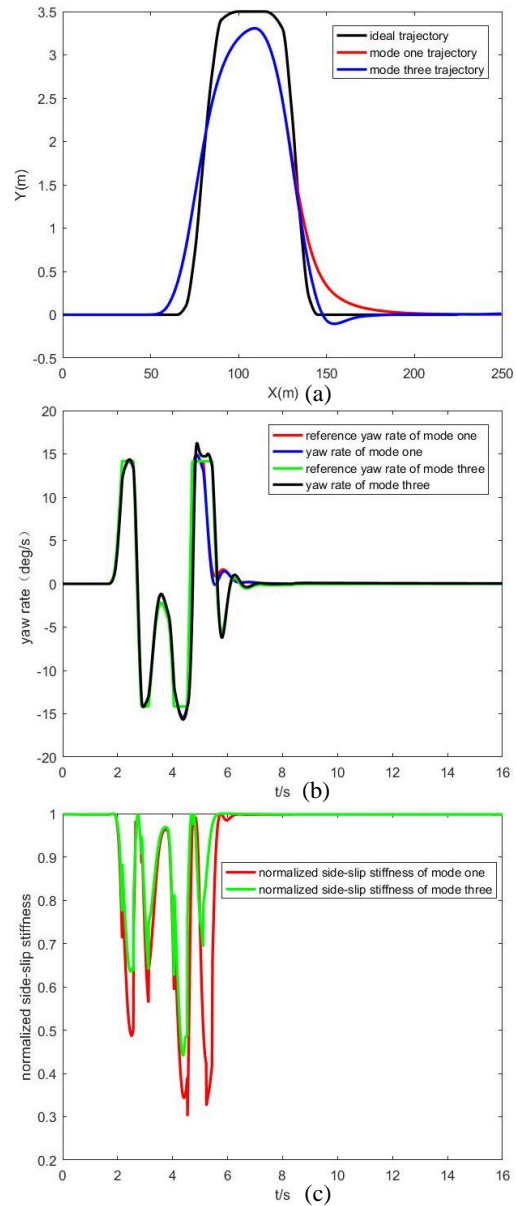 3.5
3
2.5
2
1.5
1
0.5
0
-0.5
Y(m)
ideal trajectory
mode one trajectory
mode three trajectory
0 50 100 150 200 250
X(m) (a)
20
15
10
5
0
-5
-10
-15
-20
yaw rate（deg/s）
reference yaw rate of mode one
yaw rate of mode one
reference yaw rate of mode three
yaw rate of mode three
0 2 4 6 8 10 12 14 16
t/s (b)
1
0.9
0.8
0.7
0.6
0.5
0.4
0.3
0.2
normalized side-slip stiffness
normalized side-slip stiffness of mode one
normalized side-slip stiffness of mode three
0 2 4 6 8 10 12 14 16
t/s (c)